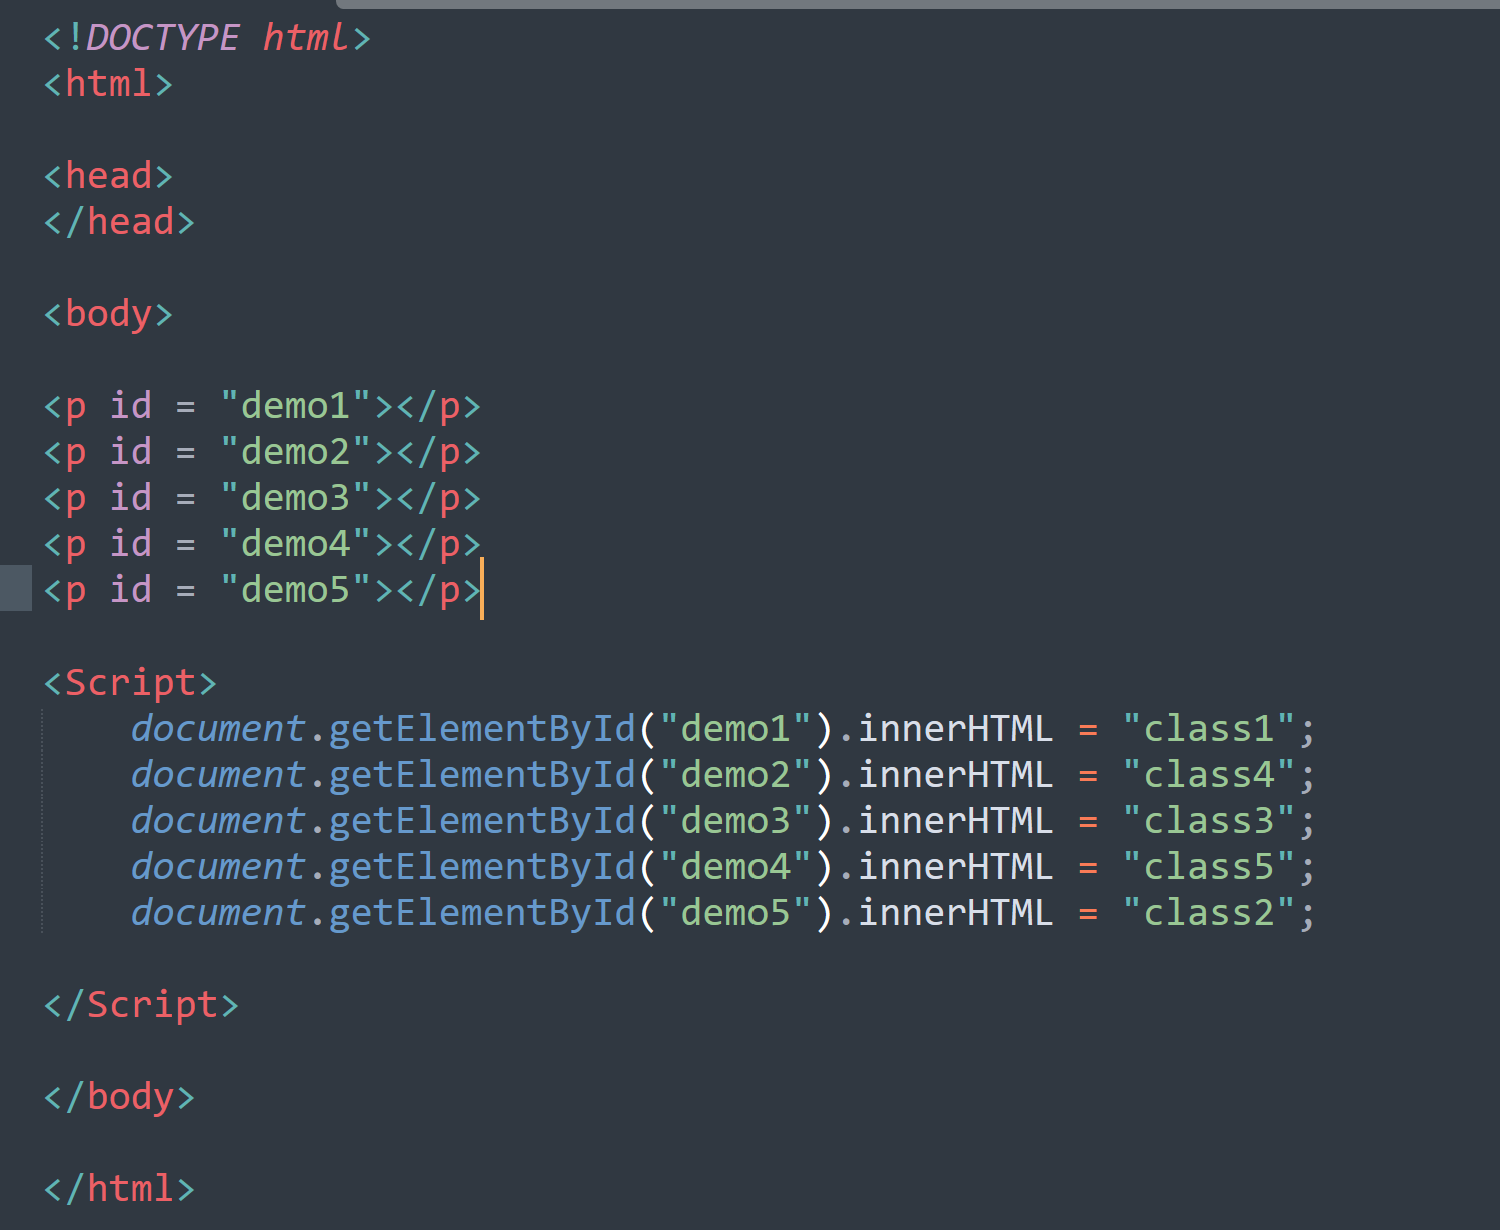 <!DOCTYPE html>
<html>
<head>
</head>
<body>
<p id = "demo1"></p>
<p id = "demo2"></p>
<p id = "demo3"></p>
<p id = "demo4"></p>
<p id = "demo5"></p>
<Script>
document.getElementById("demo1").innerHTML = "class1";
document.getElementById("demo2").innerHTML = "class4";
document.getElementById("demo3").innerHTML = "class3";
document.getElementById("demo4").innerHTML = "class5";
document.getElementById("demo5").innerHTML = "class2";
</Script>
</body>
</html>